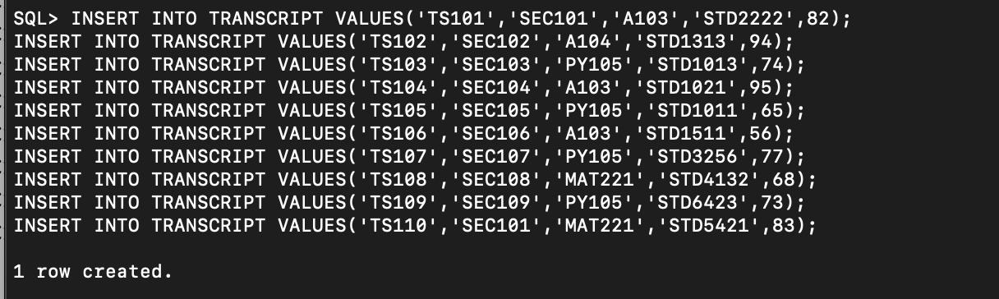 SQL> INSERT INTO TRANSCRIPT VALUES('TS101','SEC101','A103','STD2222',82);
INSERT INTO TRANSCRIPT VALUES('TS102','SEC102','A104','STD1313',94);
INSERT INTO TRANSCRIPT VALUES('TS103','SEC103','PY105','STD1013',74);
INSERT INTO TRANSCRIPT VALUES('TS104','SEC104','A103','STD1021',95);
INSERT INTO TRANSCRIPT VALUES('TS105','SEC105','PY105','STD1011',65);
INSERT INTO TRANSCRIPT VALUES('TS106','SEC106','A103','STD1511',56);
INSERT INTO TRANSCRIPT VALUES('TS107','SEC107','PY105','STD3256',77);
INSERT INTO TRANSCRIPT VALUES('TS108','SEC108','MAT221','STD4132',68);
INSERT INTO TRANSCRIPT VALUES('TS109','SEC109','PY105','STD6423',73);
INSERT INTO TRANSCRIPT VALUES('TS110','SEC101','MAT221','STD5421',83);
1 row created.